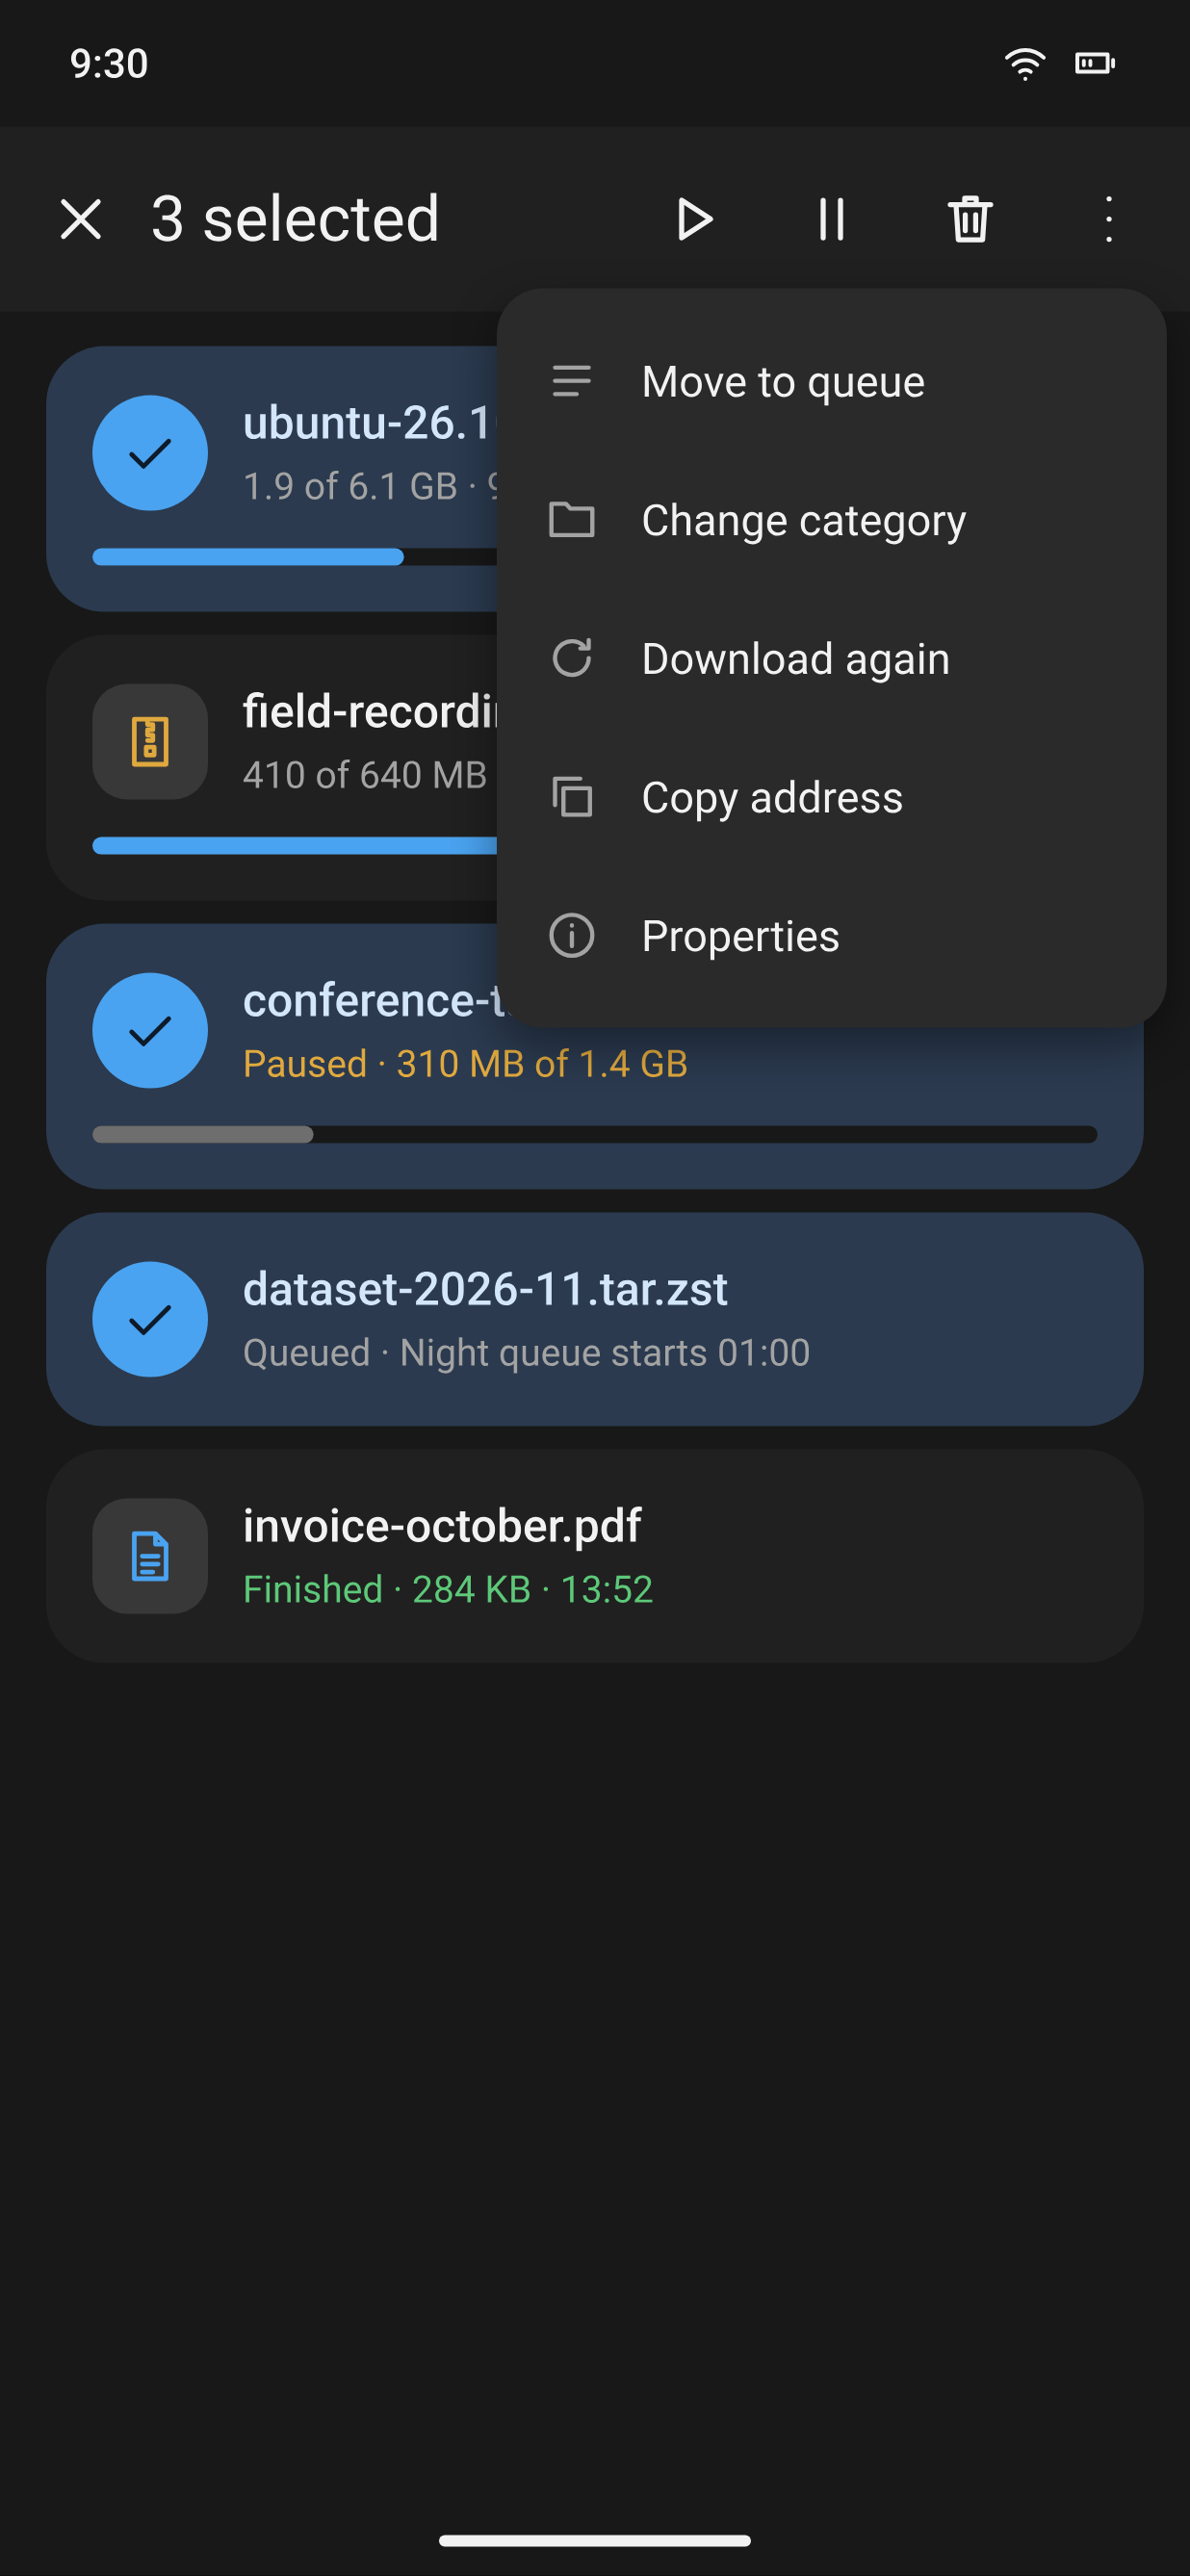 9:30
3 selected
Move to queue
Change category
Download again
Copy address
Properties
ubuntu-26.1
1.9 of 6.1 GB ·
field-recordin
410 of 640 MB
conference-t
Paused · 310 MB of 1.4 GB
dataset-2026-11.tar.zst
Queued · Night queue starts 01:00
invoice-october.pdf
Finished · 284 KB · 13:52